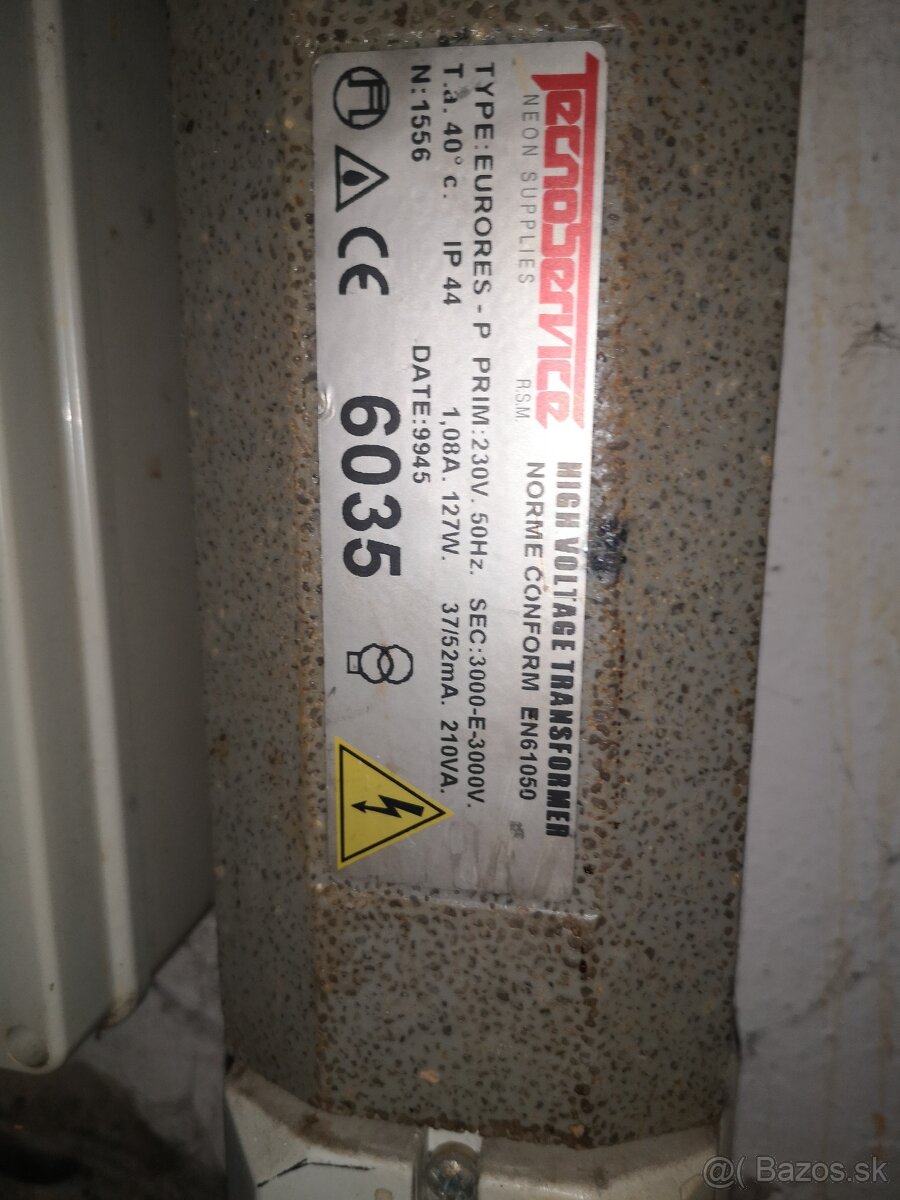 TECNOSERVICE
NEON SUPPLIES R.S.M.
HIGH VOLTAGE TRANSFORMER
NORME CONFORM EN61050
TYPE:EURORES-P PRIM:230V. 50Hz. SEC:3000-E-3000V.
T.a. 40°c. IP 44 1,08A. 127W. 37/52mA. 210VA.
N:1556 DATE:9945
CE 6035
@( Bazos.sk